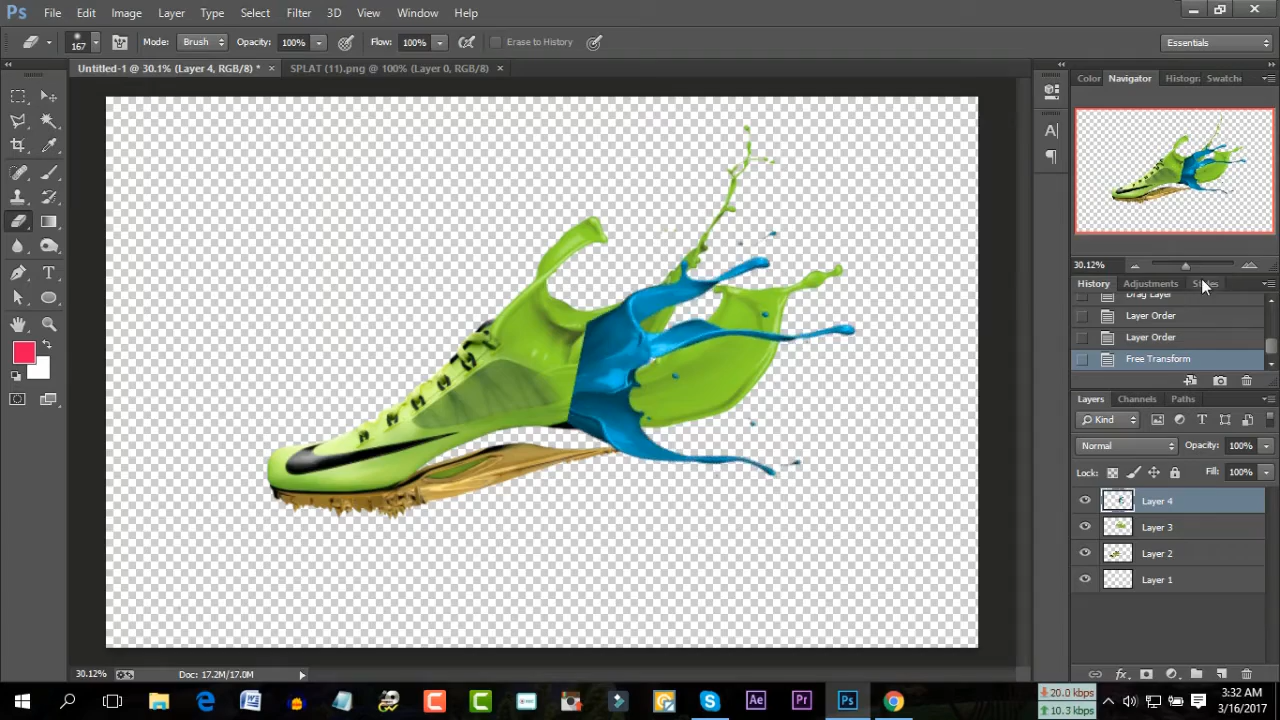 Ps File Edit Image Layer Type Select Filter 3D View Window Help
167 Mode: Brush Opacity: 100% Flow: 100% Erase to History Essentials
Untitled-1 @ 30.1% (Layer 4, RGB/8) * × SPLAT (11).png @ 100% (Layer 0, RGB/8) ×
Color Navigator Histogr Swatche
30.12%
History Adjustments
Drag Layer
Layer Order
Layer Order
Free Transform
Layers Channels Paths
Kind
Normal Opacity: 100%
Lock: Fill: 100%
Layer 4
Layer 3
Layer 2
Layer 1
30.12% Doc: 17.2M/17.0M
20.0 kbps
10.3 kbps
Ae Pr Ps
3:32 AM
3/16/2017